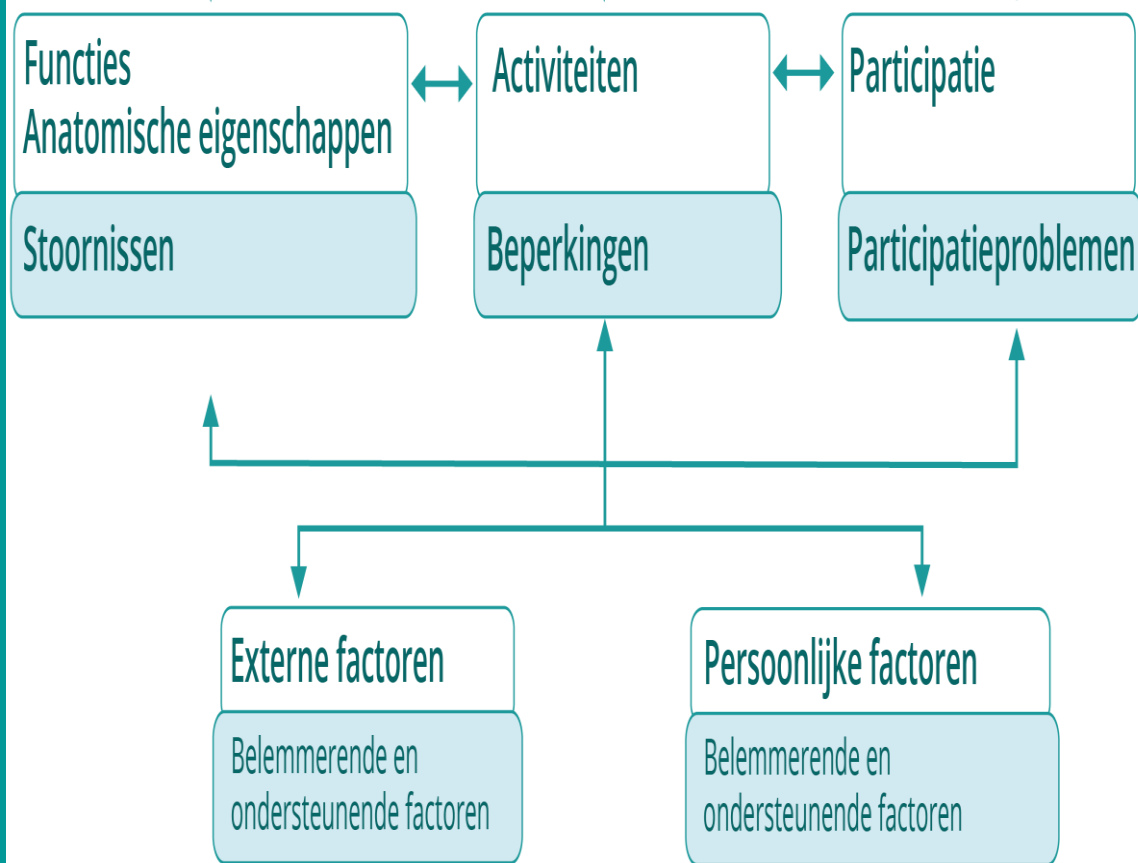 Functies
Anatomische eigenschappen
Stoornissen
Activiteiten
Beperkingen
Participatie
Participatieproblemen
Externe factoren
Belemmerende en
ondersteunende factoren
Persoonlijke factoren
Belemmerende en
ondersteunende factoren